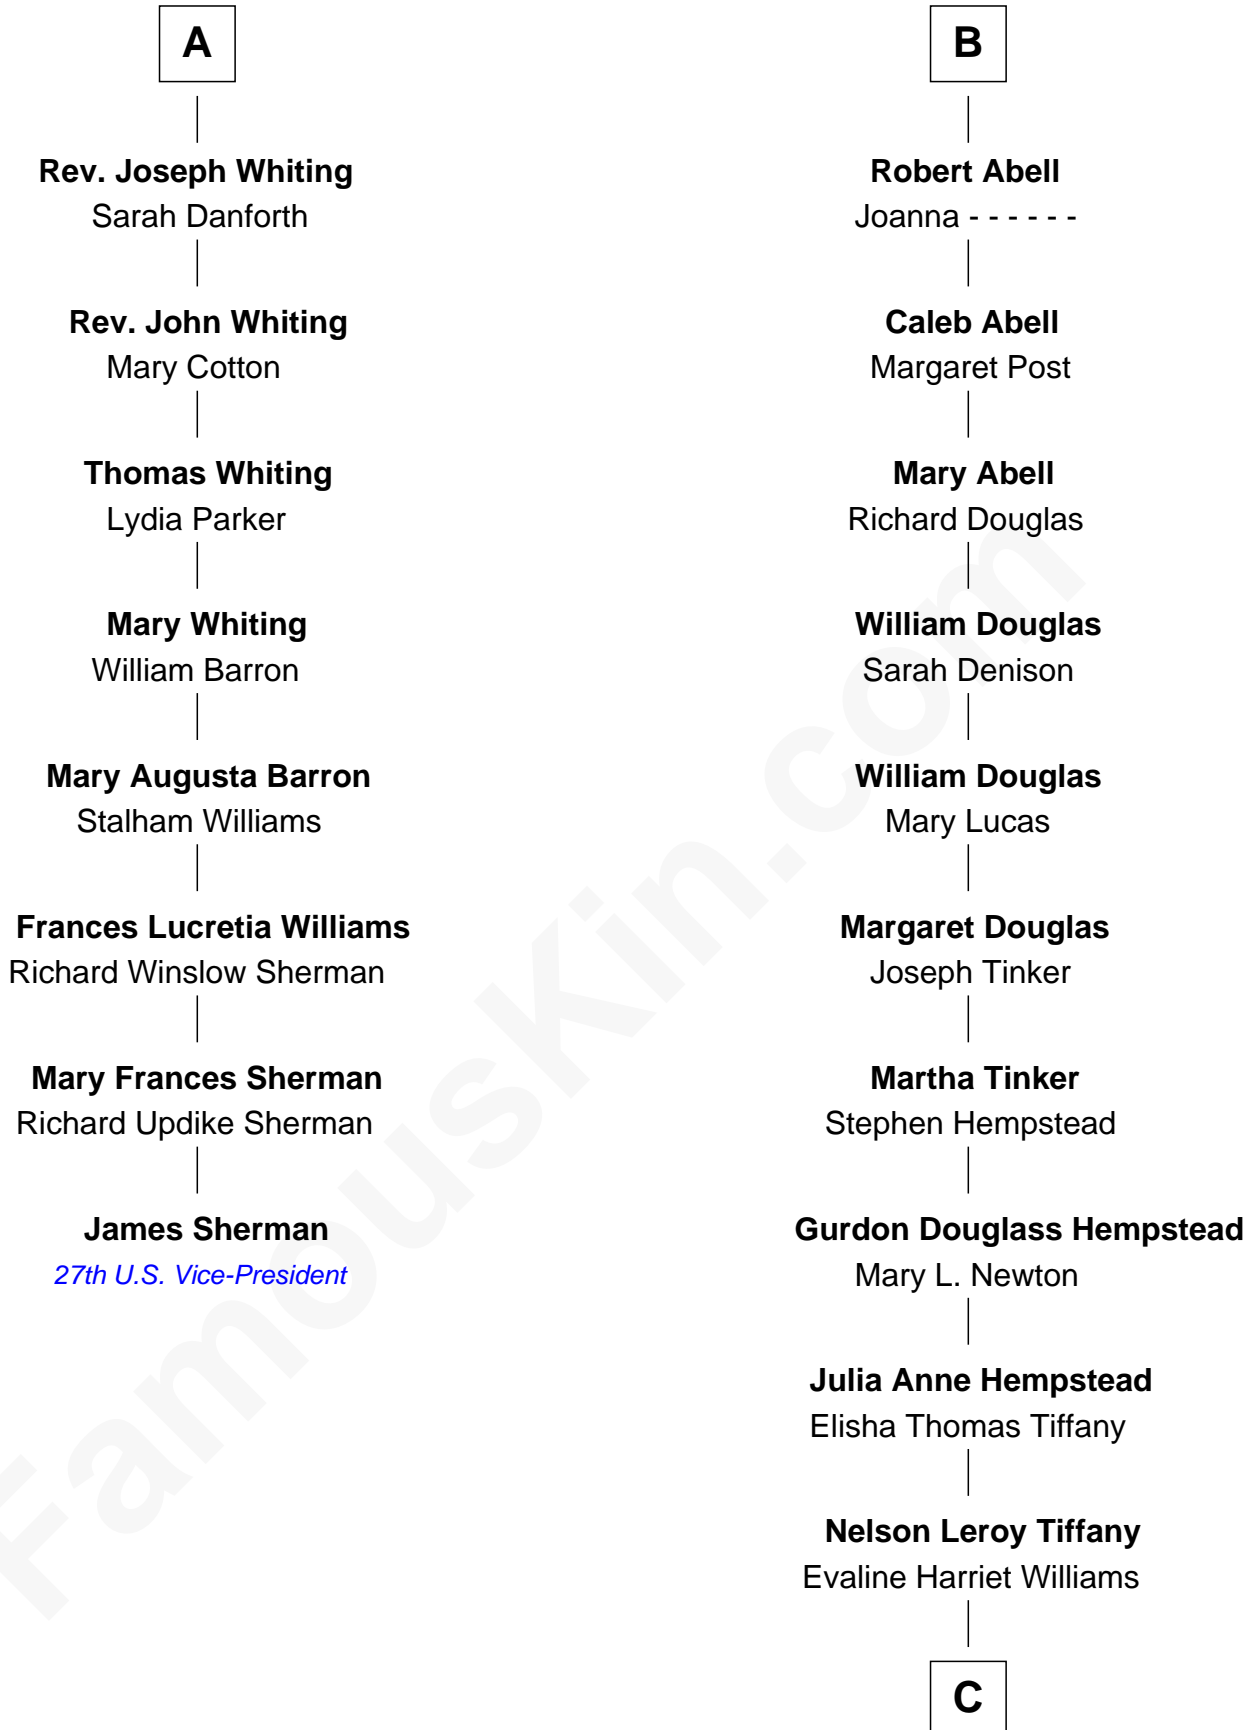 A
Rev. Joseph Whiting
Sarah Danforth
Rev. John Whiting
Mary Cotton
Thomas Whiting
Lydia Parker
Mary Whiting
William Barron
Mary Augusta Barron
Stalham Williams
Frances Lucretia Williams
Richard Winslow Sherman
Mary Frances Sherman
Richard Updike Sherman
James Sherman
27th U.S. Vice-President
B
Robert Abell
Joanna - - - - - -
Caleb Abell
Margaret Post
Mary Abell
Richard Douglas
William Douglas
Sarah Denison
William Douglas
Mary Lucas
Margaret Douglas
Joseph Tinker
Martha Tinker
Stephen Hempstead
Gurdon Douglass Hempstead
Mary L. Newton
Julia Anne Hempstead
Elisha Thomas Tiffany
Nelson Leroy Tiffany
Evaline Harriet Williams
C
FamousKin.com